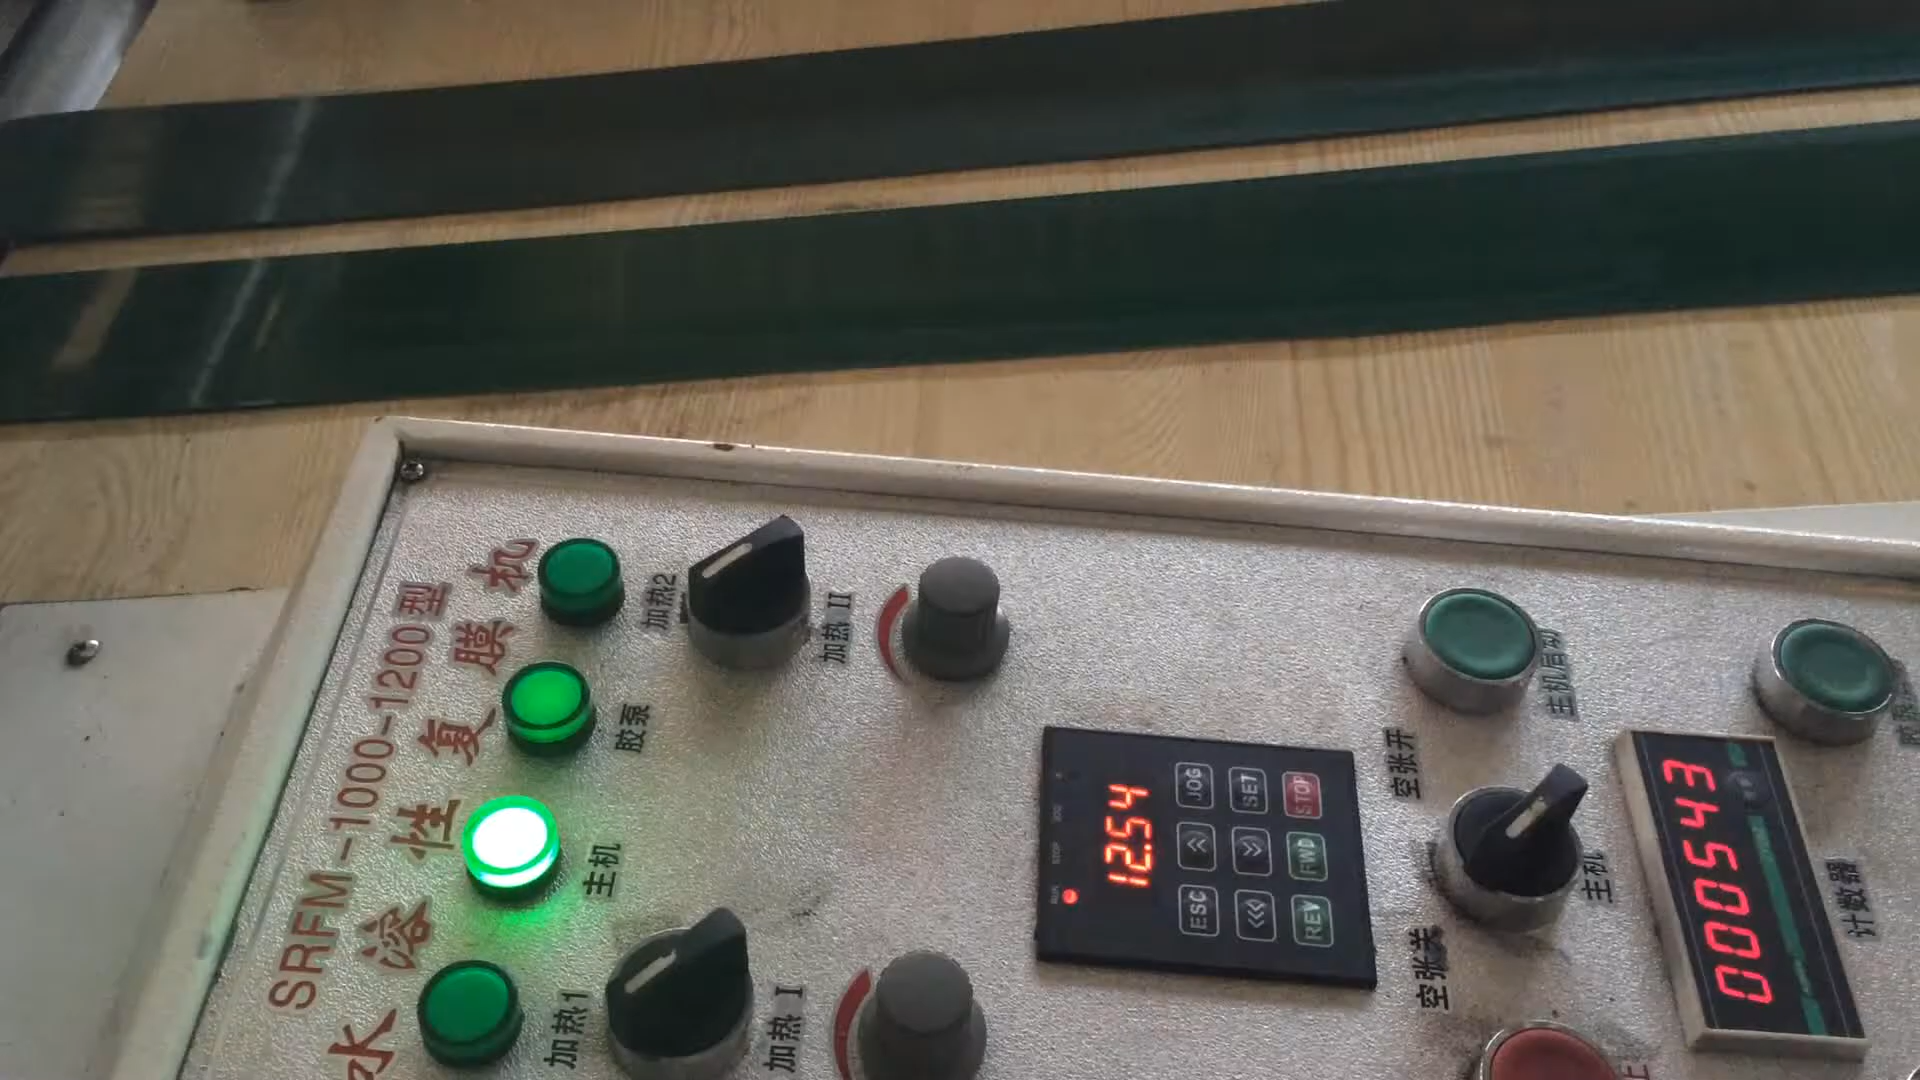 SRFM-1000-1200型
水溶性复膜机
加热2
加热 II
胶泵
主机
加热1
加热 I
12.54
JOG
SET
STOP
FWD
ESC
REV
RUN
STOP
主机启动
空张开
主机
空张关
000543
计数器